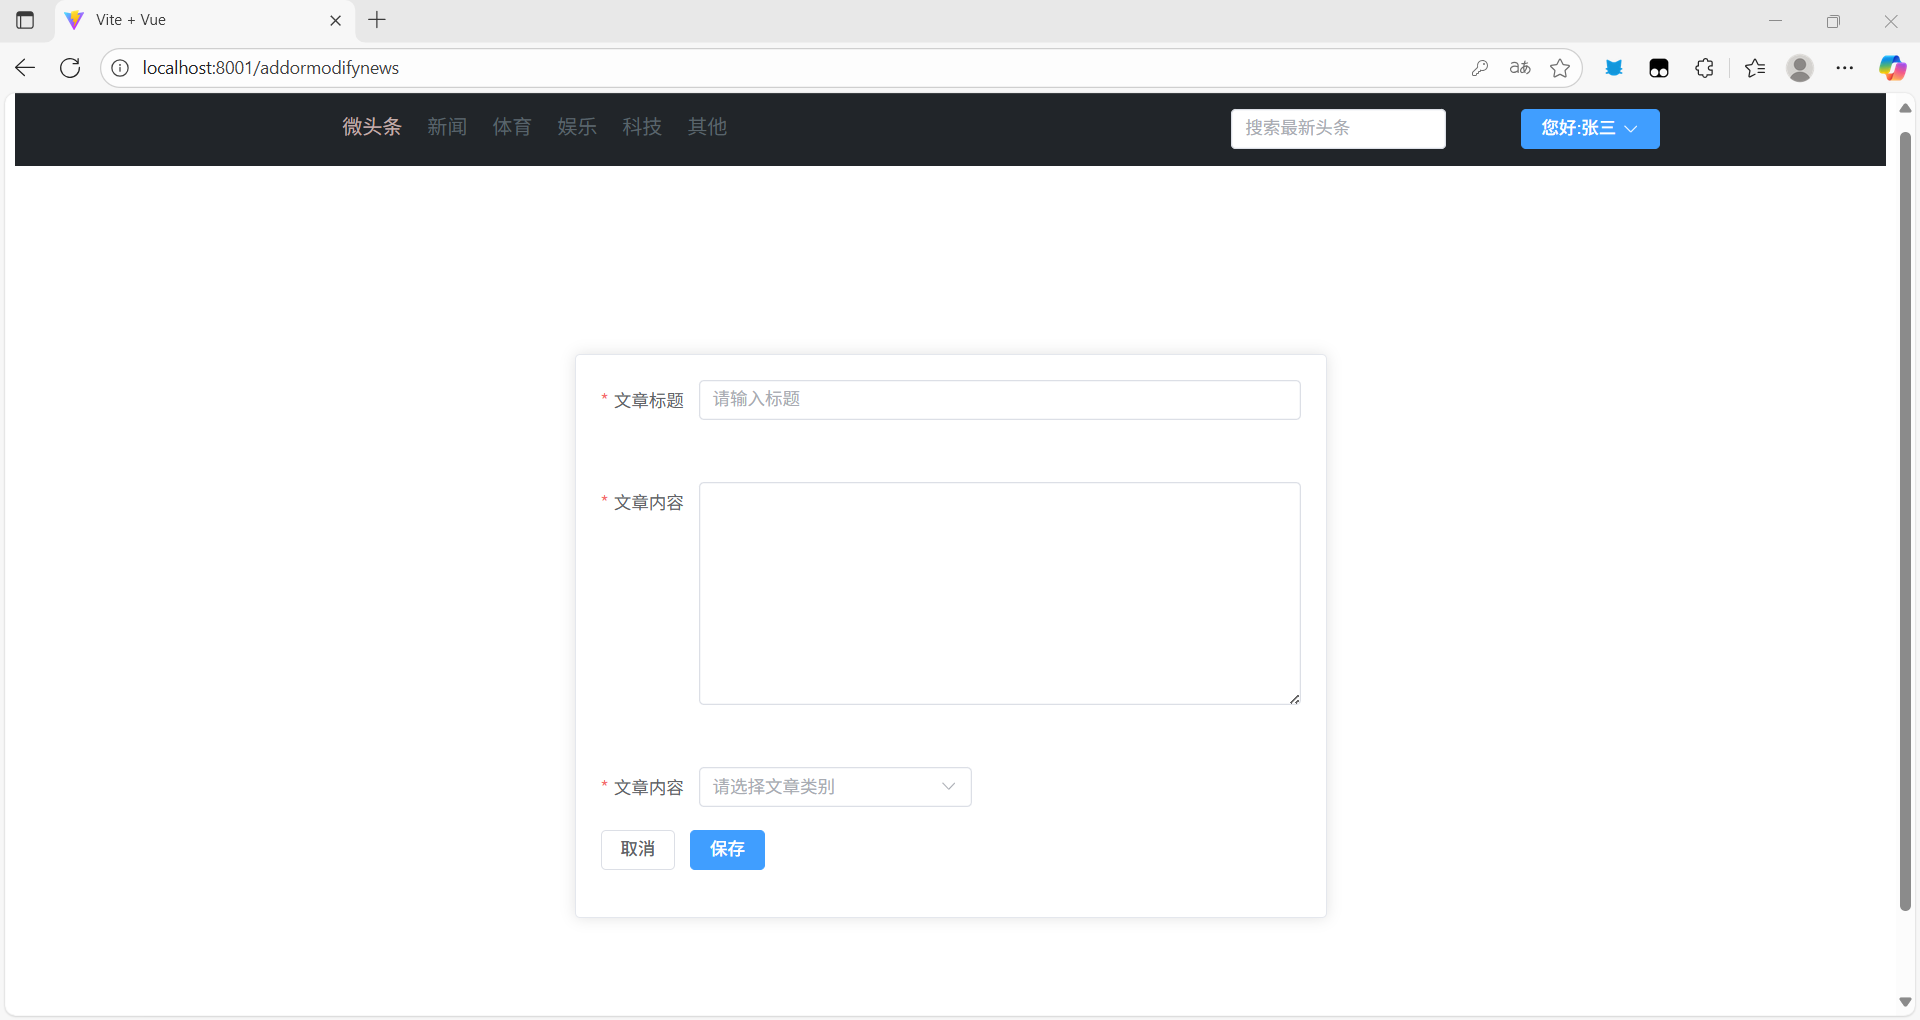 Vite + Vue
localhost:8001/addormodifynews
aあ
微头条 新闻 体育 娱乐 科技 其他 搜索最新头条 您好:张三
* 文章标题 请输入标题
* 文章内容
* 文章内容 请选择文章类别
取消 保存